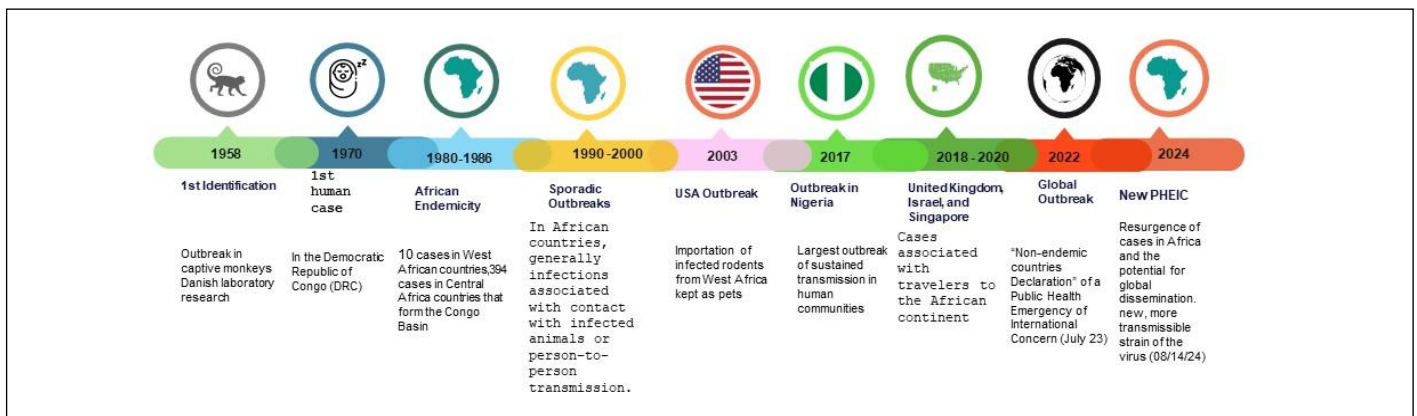 1958
1st Identification
Outbreak in
captive monkeys
Danish laboratory
research
1970
1st
human
case
In the Democratic
Republic of
Congo (DRC)
1980-1986
African
Endemicity
10 cases in West
African countries,394
cases in Central
Africa countries that
form the Congo
Basin
1990-2000
Sporadic
Outbreaks
In African
countries,
generally
infections
associated
with contact
with infected
animals or
person-to-
person
transmission.
2003
USA Outbreak
Importation of
infected rodents
from West Africa
kept as pets
2017
Outbreak in
Nigeria
Largest outbreak
of sustained
transmission in
human
communities
2018 - 2020
United Kingdom,
Israel, and
Singapore
Cases
associated
with
travelers to
the African
continent
2022
Global
Outbreak
“Non-endemic
countries
Declaration” of a
Public Health
Emergency of
International
Concern (July 23)
2024
New PHEIC
Resurgence of
cases in Africa
and the
potential for
global
dissemination.
new, more
transmissible
strain of the
virus (08/14/24)